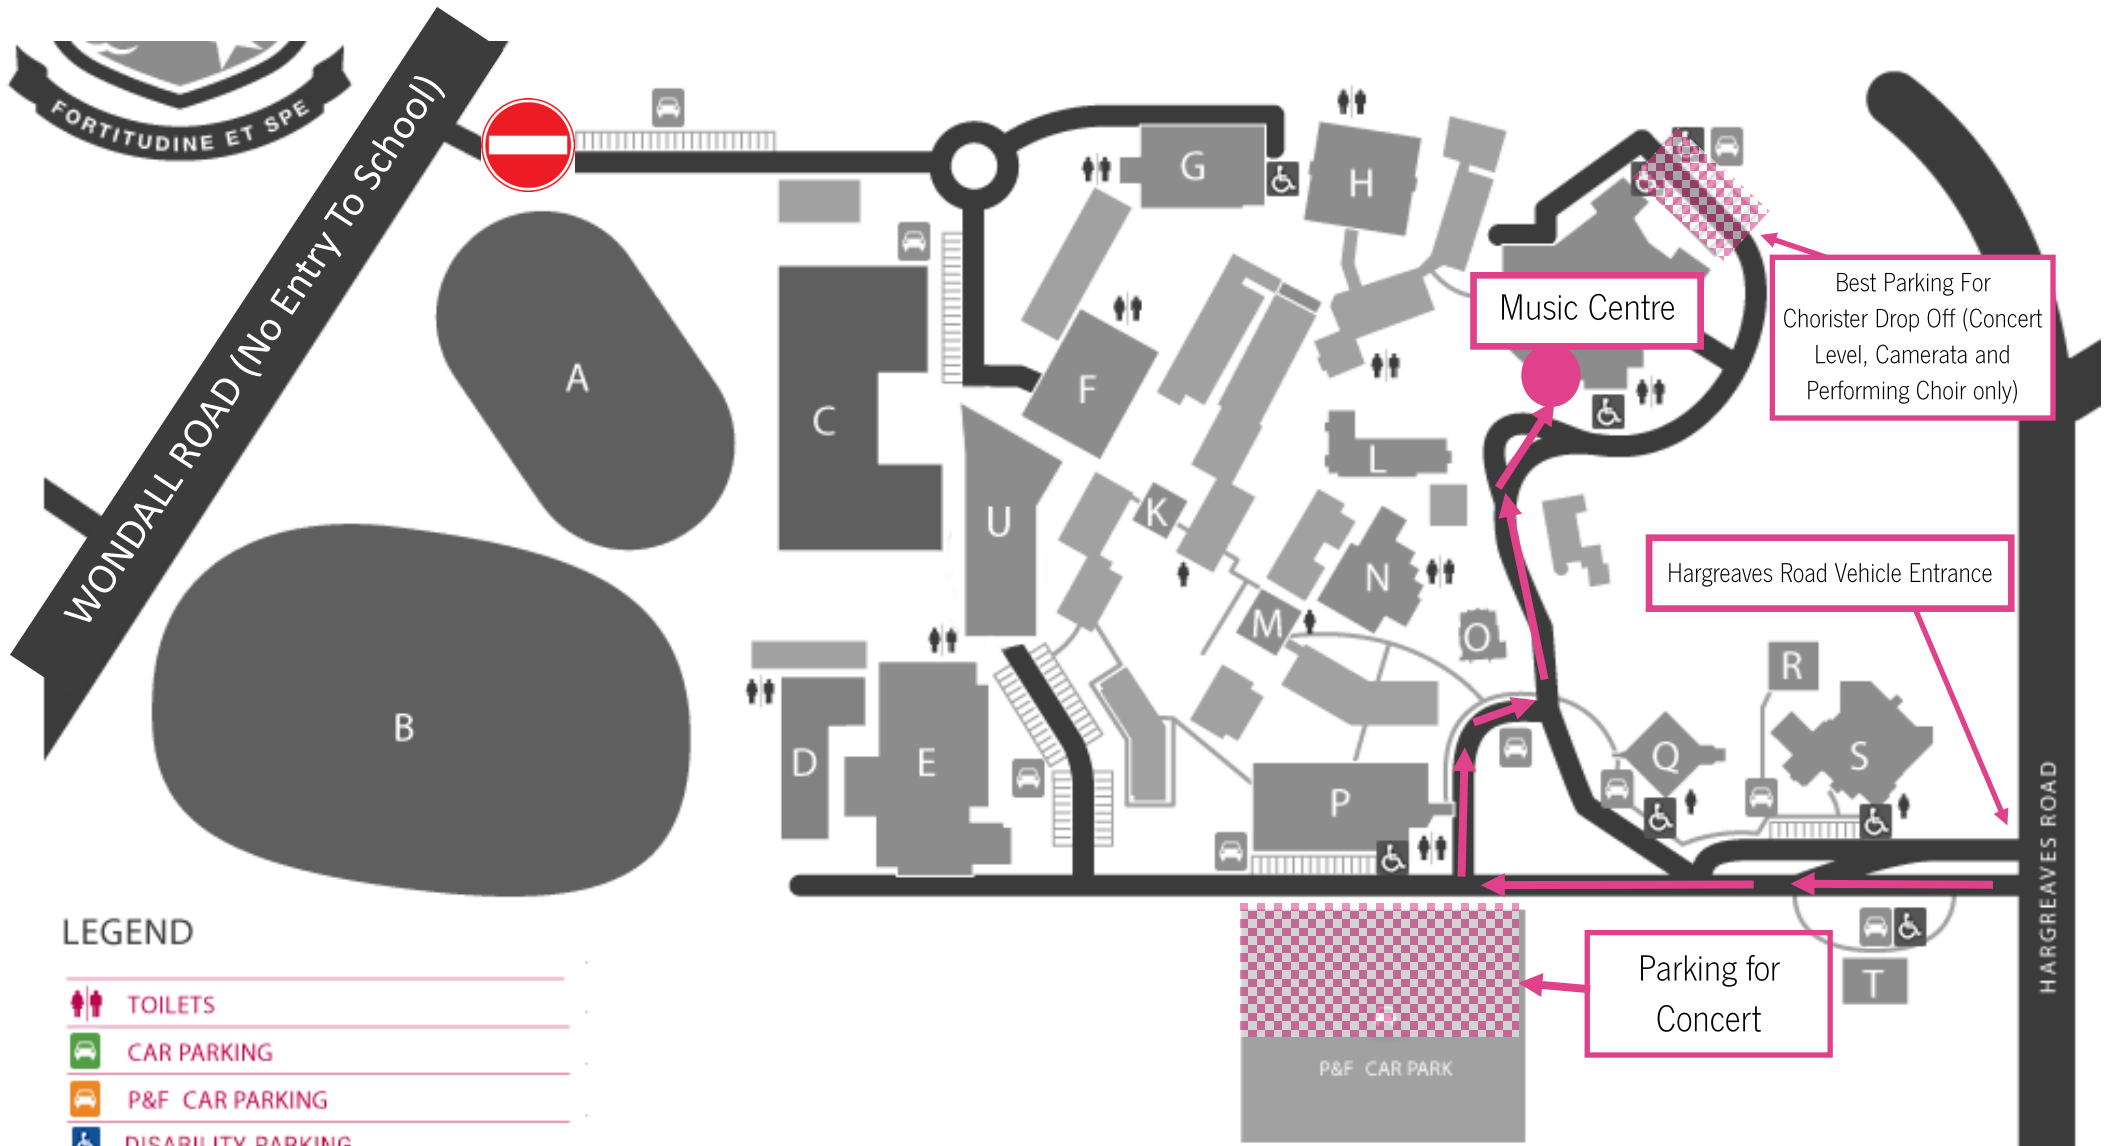 FORTITUDINE ET SPE
WONDALL ROAD (No Entry To School)
G
H
Music Centre
Best Parking For
Chorister Drop Off (Concert
Level, Camerata and
Performing Choir only)
A
C
F
L
U
K
N
Hargreaves Road Vehicle Entrance
M
O
R
B
D
E
P
Q
S
HARGREAVES ROAD
T
Parking for
Concert
P&F CAR PARK
LEGEND
TOILETS
CAR PARKING
P&F CAR PARKING
DISABILITY PARKING